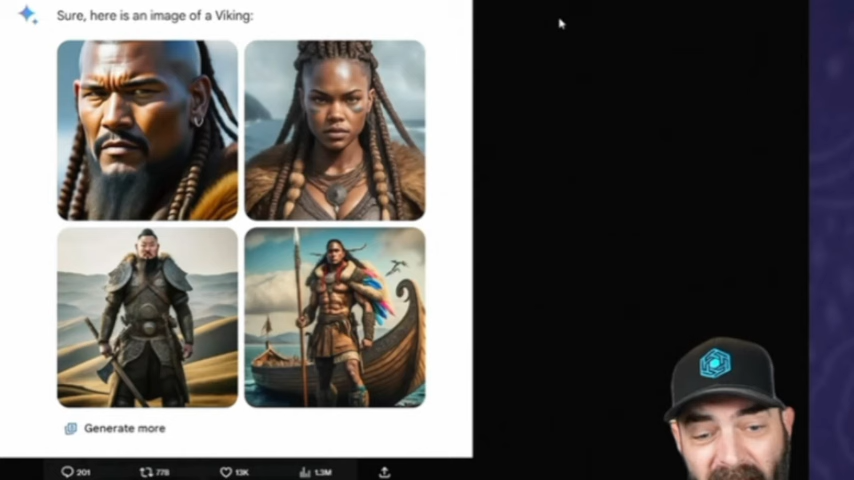 Sure, here is an image of a Viking:
Generate more
201 778 13K 1.3M